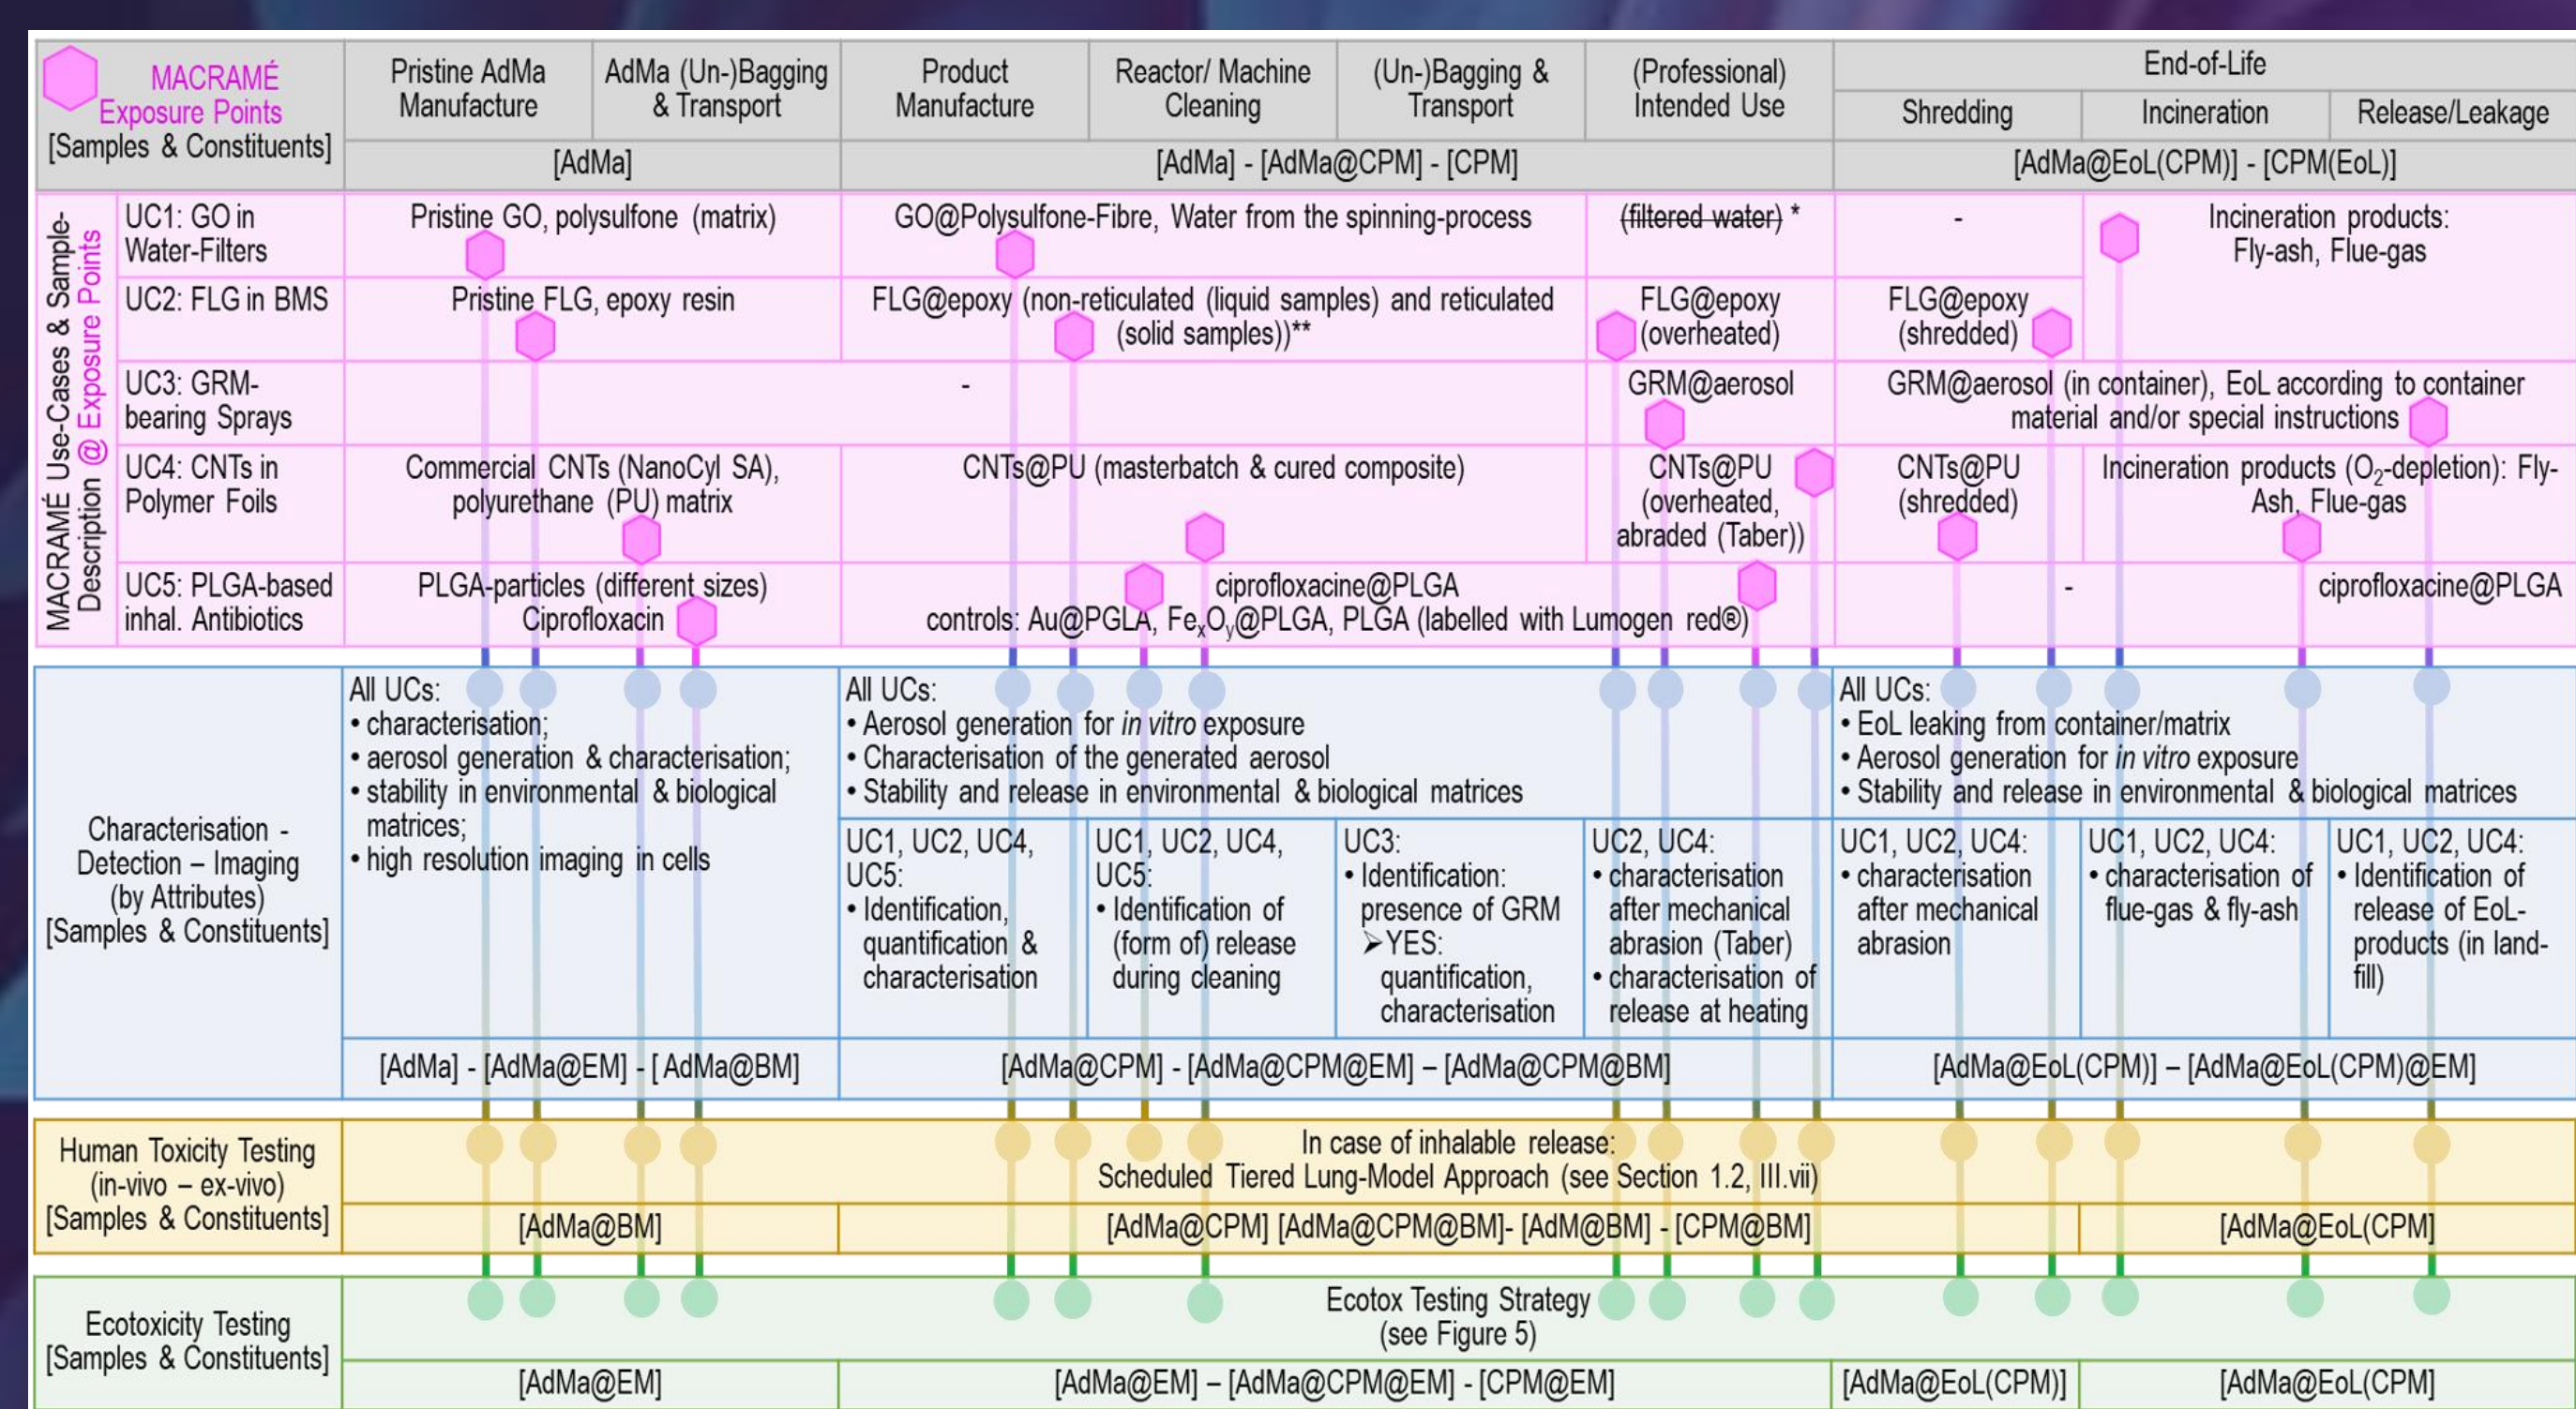 MACRAMÉ
Exposure Points
[Samples & Constituents]
Pristine AdMa
Manufacture
AdMa (Un-)Bagging
& Transport
Product
Manufacture
Reactor/ Machine
Cleaning
(Un-)Bagging &
Transport
(Professional)
Intended Use
End-of-Life
Shredding
Incineration
Release/Leakage
[AdMa]
[AdMa] - [AdMa@CPM] - [CPM]
[AdMa@EoL(CPM)] - [CPM(EoL)]
MACRAMÉ Use-Cases & Sample-
Description @ Exposure Points
UC1: GO in
Water-Filters
Pristine GO, polysulfone (matrix)
GO@Polysulfone-Fibre, Water from the spinning-process
(filtered water) *
-
Incineration products:
Fly-ash, Flue-gas
UC2: FLG in BMS
Pristine FLG, epoxy resin
FLG@epoxy (non-reticulated (liquid samples) and reticulated
(solid samples))**
FLG@epoxy
(overheated)
FLG@epoxy
(shredded)
UC3: GRM-
bearing Sprays
-
GRM@aerosol
GRM@aerosol (in container), EoL according to container
material and/or special instructions
UC4: CNTs in
Polymer Foils
Commercial CNTs (NanoCyl SA),
polyurethane (PU) matrix
CNTs@PU (masterbatch & cured composite)
CNTs@PU
(overheated,
abraded (Taber))
CNTs@PU
(shredded)
Incineration products (O₂-depletion): Fly-
Ash, Flue-gas
UC5: PLGA-based
inhal. Antibiotics
PLGA-particles (different sizes)
Ciprofloxacin
ciprofloxacine@PLGA
controls: Au@PGLA, FeₓOᵧ@PLGA, PLGA (labelled with Lumogen red®)
-
ciprofloxacine@PLGA
Characterisation -
Detection – Imaging
(by Attributes)
[Samples & Constituents]
All UCs:
• characterisation;
• aerosol generation & characterisation;
• stability in environmental & biological
matrices;
• high resolution imaging in cells
All UCs:
• Aerosol generation for in vitro exposure
• Characterisation of the generated aerosol
• Stability and release in environmental & biological matrices
All UCs:
• EoL leaking from container/matrix
• Aerosol generation for in vitro exposure
• Stability and release in environmental & biological matrices
UC1, UC2, UC4,
UC5:
• Identification,
quantification &
characterisation
UC1, UC2, UC4,
UC5:
• Identification of
(form of) release
during cleaning
UC3:
• Identification:
presence of GRM
➢YES:
quantification,
characterisation
UC2, UC4:
• characterisation
after mechanical
abrasion (Taber)
• characterisation of
release at heating
UC1, UC2, UC4:
• characterisation
after mechanical
abrasion
UC1, UC2, UC4:
• characterisation of
flue-gas & fly-ash
UC1, UC2, UC4:
• Identification of
release of EoL-
products (in land-
fill)
[AdMa] - [AdMa@EM] - [ AdMa@BM]
[AdMa@CPM] - [AdMa@CPM@EM] – [AdMa@CPM@BM]
[AdMa@EoL(CPM)] – [AdMa@EoL(CPM)@EM]
Human Toxicity Testing
(in-vivo – ex-vivo)
[Samples & Constituents]
In case of inhalable release:
Scheduled Tiered Lung-Model Approach (see Section 1.2, III.vii)
[AdMa@BM]
[AdMa@CPM] [AdMa@CPM@BM]- [AdM@BM] - [CPM@BM]
[AdMa@EoL(CPM]
Ecotoxicity Testing
[Samples & Constituents]
Ecotox Testing Strategy
(see Figure 5)
[AdMa@EM]
[AdMa@EM] – [AdMa@CPM@EM] - [CPM@EM]
[AdMa@EoL(CPM)]
[AdMa@EoL(CPM]